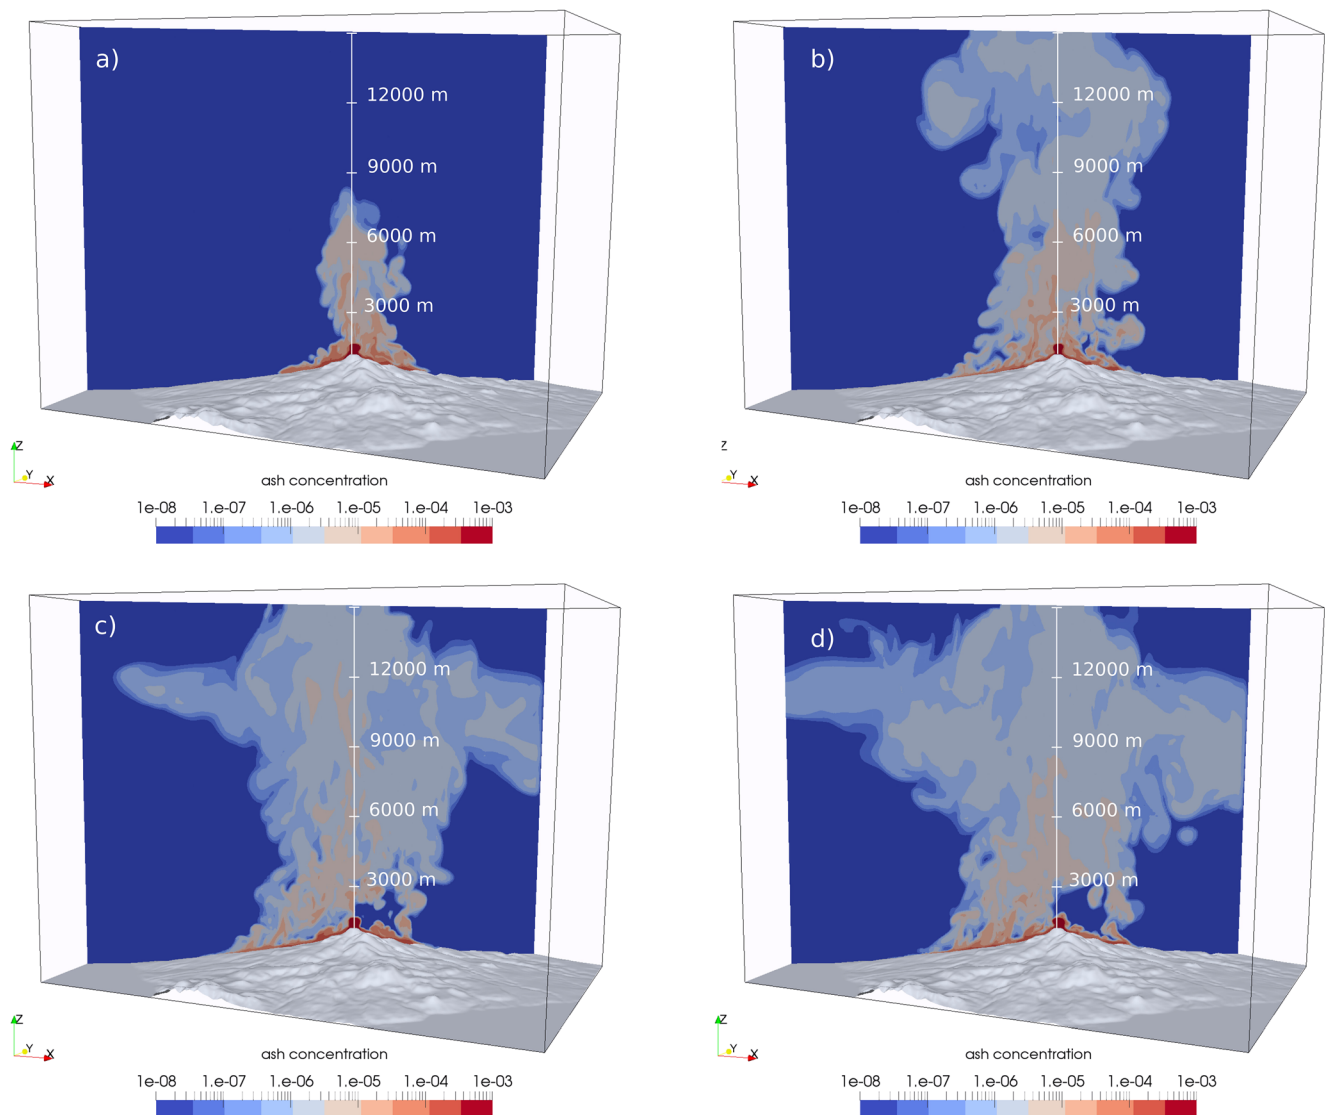 a)
12000 m
9000 m
6000 m
3000 m
Z
Y
X
ash concentration
1e-08 1.e-07 1.e-06 1.e-05 1.e-04 1e-03
b)
12000 m
9000 m
6000 m
3000 m
Z
Y
X
ash concentration
1e-08 1.e-07 1.e-06 1.e-05 1.e-04 1e-03
c)
12000 m
9000 m
6000 m
3000 m
Z
Y
X
ash concentration
1e-08 1.e-07 1.e-06 1.e-05 1.e-04 1e-03
d)
12000 m
9000 m
6000 m
3000 m
Z
Y
X
ash concentration
1e-08 1.e-07 1.e-06 1.e-05 1.e-04 1e-03